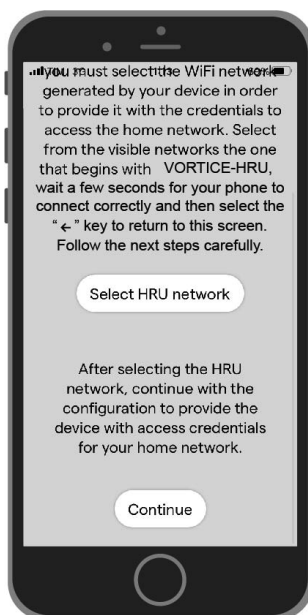 You must select the WiFi network
generated by your device in order
to provide it with the credentials to
access the home network. Select
from the visible networks the one
that begins with VORTICE-HRU,
wait a few seconds for your phone to
connect correctly and then select the
“←” key to return to this screen.
Follow the next steps carefully.
Select HRU network
After selecting the HRU
network, continue with the
configuration to provide the
device with access credentials
for your home network.
Continue